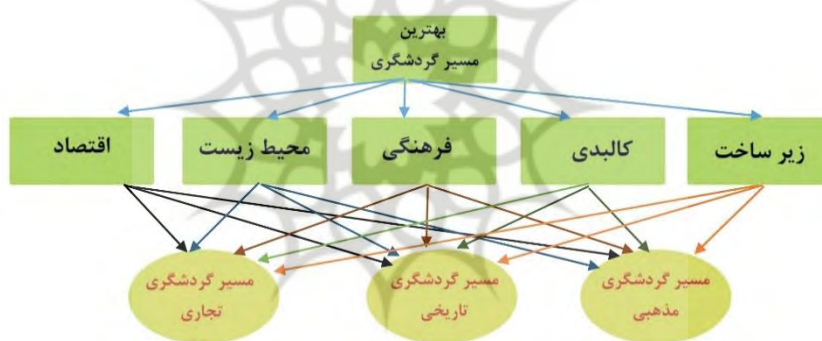 بهترین
مسیر گردشگری
زیر ساخت
کالبدی
فرهنگی
محیط زیست
اقتصاد
مسیر گردشگری
مذهبی
مسیر گردشگری
تاریخی
مسیر گردشگری
تجاری